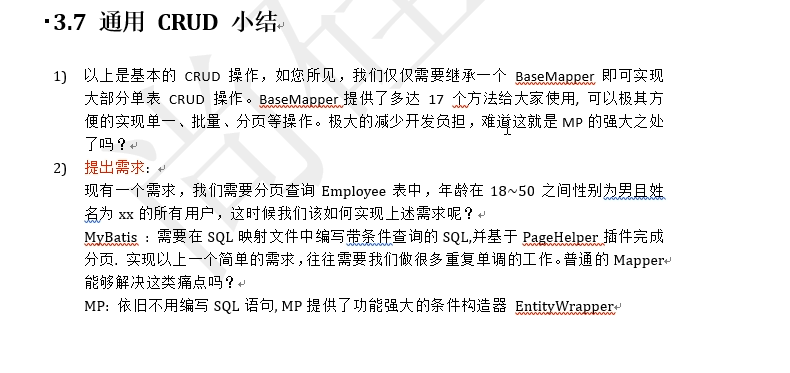 3.7 通用 CRUD 小结
1) 以上是基本的 CRUD 操作，如您所见，我们仅仅需要继承一个 BaseMapper 即可实现
大部分单表 CRUD 操作。BaseMapper 提供了多达 17 个方法给大家使用, 可以极其方
便的实现单一、批量、分页等操作。极大的减少开发负担，难道这就是 MP 的强大之处
了吗？
2) 提出需求：
现有一个需求，我们需要分页查询 Employee 表中，年龄在 18~50 之间性别为男且姓
名为 xx 的所有用户，这时候我们该如何实现上述需求呢？
MyBatis : 需要在 SQL 映射文件中编写带条件查询的 SQL,并基于 PageHelper 插件完成
分页. 实现以上一个简单的需求,往往需要我们做很多重复单调的工作。普通的 Mapper
能够解决这类痛点吗？
MP: 依旧不用编写 SQL 语句, MP 提供了功能强大的条件构造器 EntityWrapper